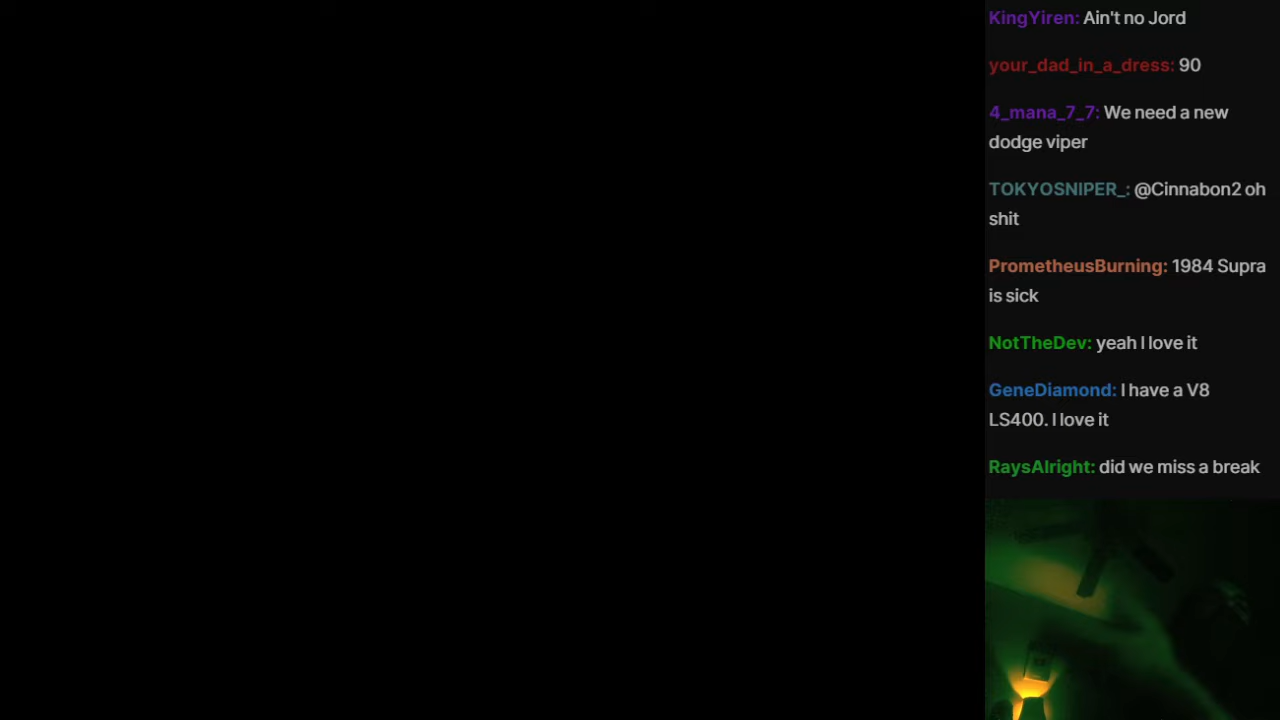 KingYiren: Ain't no Jord
your_dad_in_a_dress: 90
4_mana_7_7: We need a new
dodge viper
TOKYOSNIPER_: @Cinnabon2 oh
shit
PrometheusBurning: 1984 Supra
is sick
NotTheDev: yeah I love it
GeneDiamond: I have a V8
LS400. I love it
RaysAlright: did we miss a break